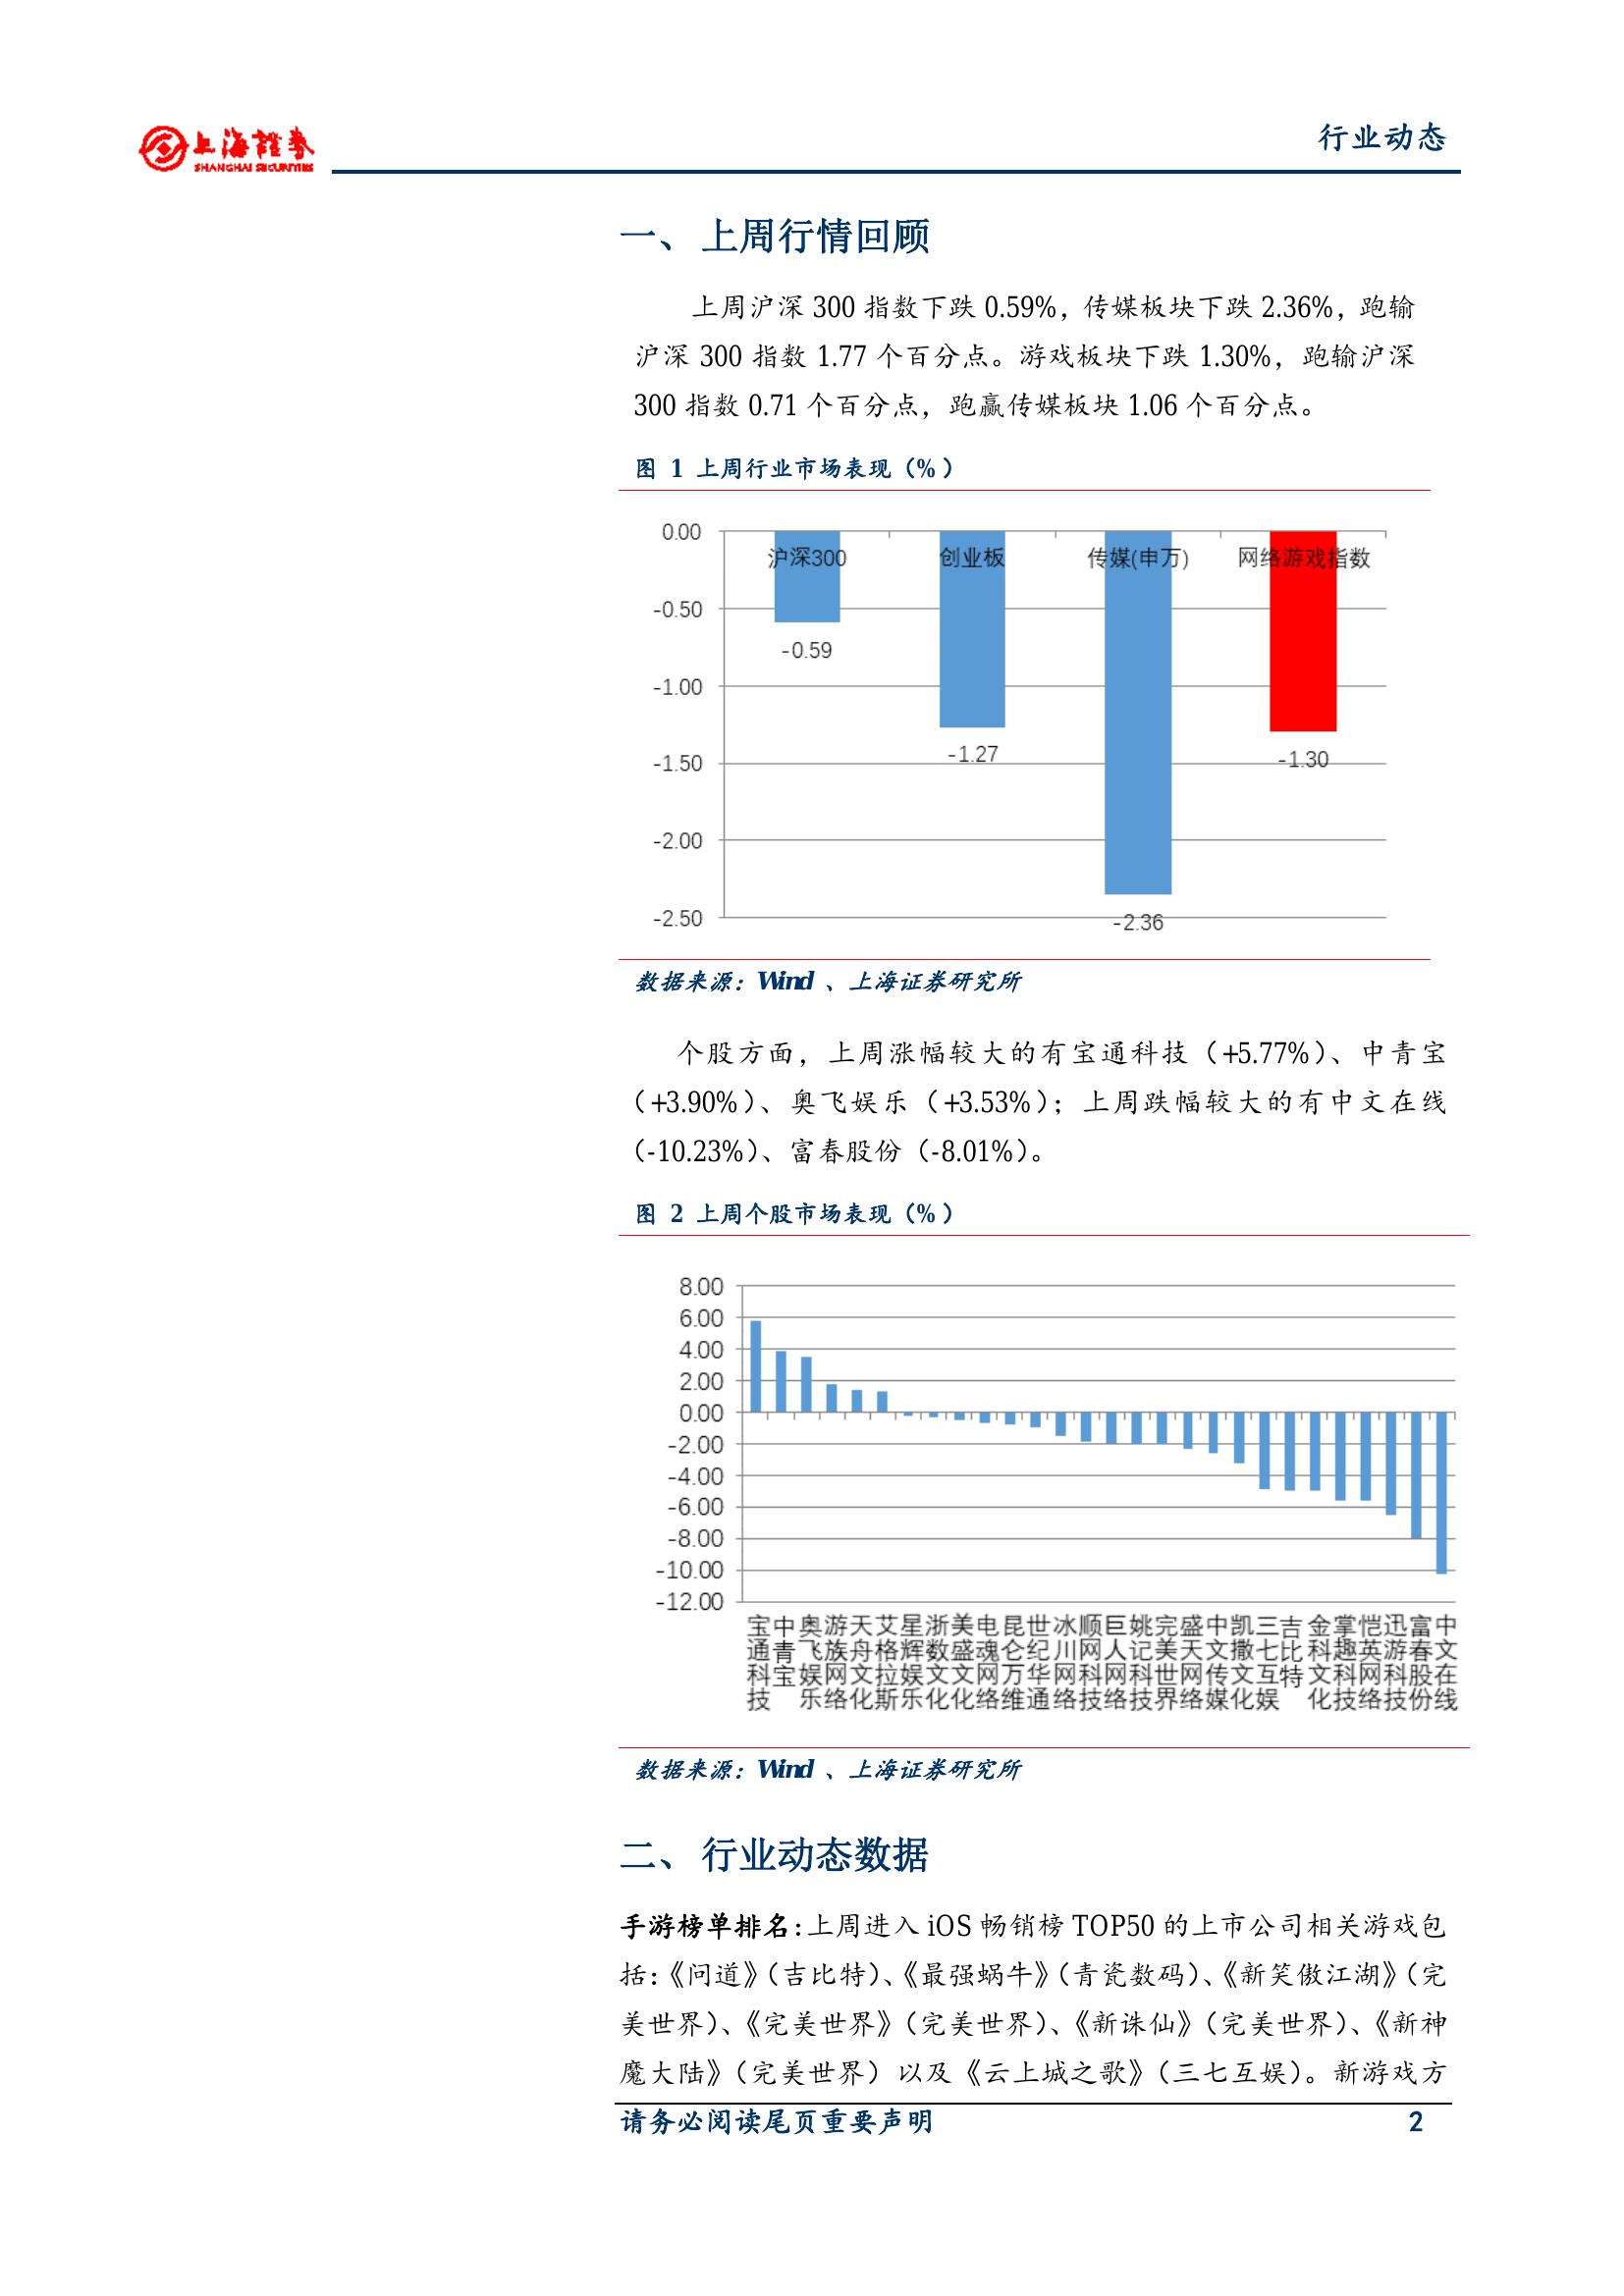 上海證券
SHANGHAI SECURITIES
行业动态
一、 上周行情回顾
上周沪深 300 指数下跌 0.59%，传媒板块下跌 2.36%，跑输
沪深 300 指数 1.77 个百分点。游戏板块下跌 1.30%，跑输沪深
300 指数 0.71 个百分点，跑赢传媒板块 1.06 个百分点。
图 1 上周行业市场表现（%）
0.00
沪深300 创业板 传媒(申万) 网络游戏指数
-0.50
-0.59
-1.00
-1.27 -1.30
-1.50
-2.00
-2.50
-2.36
数据来源：Wind 、上海证券研究所
个股方面，上周涨幅较大的有宝通科技（+5.77%）、中青宝
（+3.90%）、奥飞娱乐（+3.53%）；上周跌幅较大的有中文在线
（-10.23%）、富春股份（-8.01%）。
图 2 上周个股市场表现（%）
8.00
6.00
4.00
2.00
0.00
-2.00
-4.00
-6.00
-8.00
-10.00
-12.00
宝通科技
中青宝
奥飞娱乐
游族网络
天舟文化
艾格拉斯
星辉娱乐
浙数文化
美盛文化
电魂网络
昆仑万维
世纪华通
冰川网络
顺网科技
巨人网络
姚记科技
完美世界
盛天网络
中文传媒
凯撒文化
三七互娱
吉比特
金科文化
掌趣科技
恺英网络
迅游科技
富春股份
中文在线
数据来源：Wind 、上海证券研究所
二、 行业动态数据
手游榜单排名：上周进入 iOS 畅销榜 TOP50 的上市公司相关游戏包
括：《问道》（吉比特）、《最强蜗牛》（青瓷数码）、《新笑傲江湖》（完
美世界）、《完美世界》（完美世界）、《新诛仙》（完美世界）、《新神
魔大陆》（完美世界）以及《云上城之歌》（三七互娱）。新游戏方
请务必阅读尾页重要声明 2